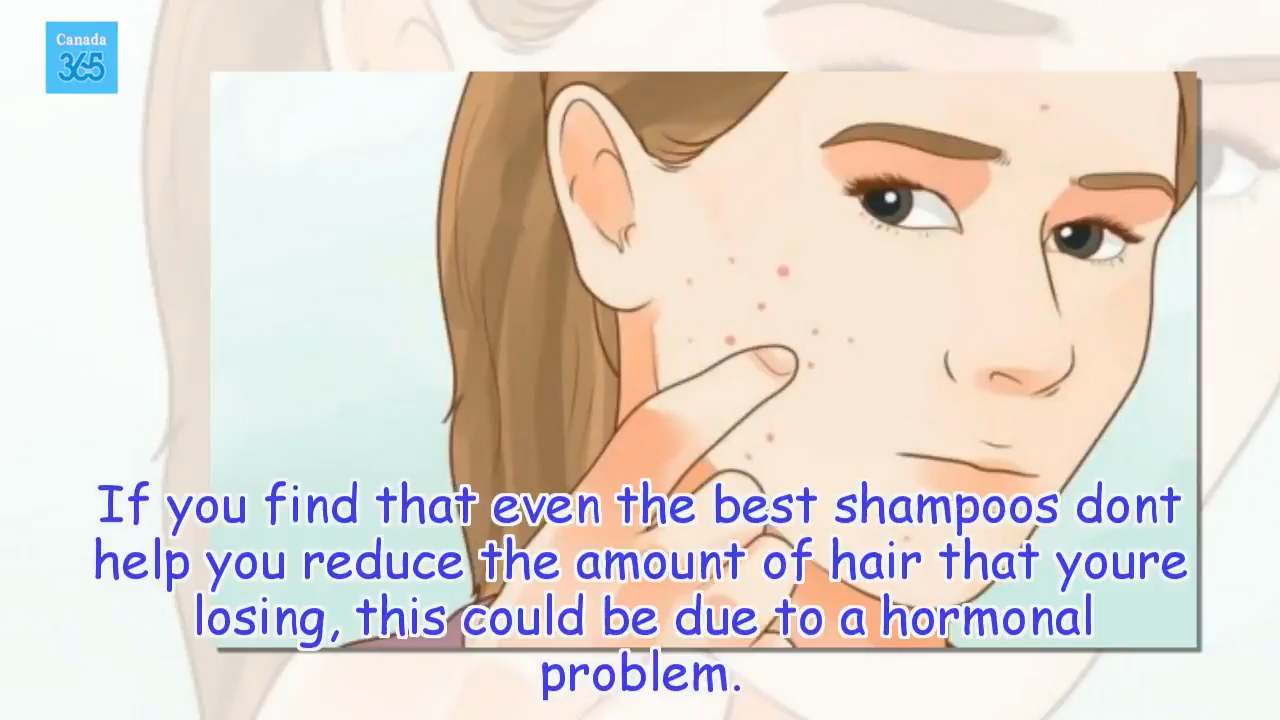 Canada
365
If you find that even the best shampoos dont
help you reduce the amount of hair that youre
losing, this could be due to a hormonal
problem.